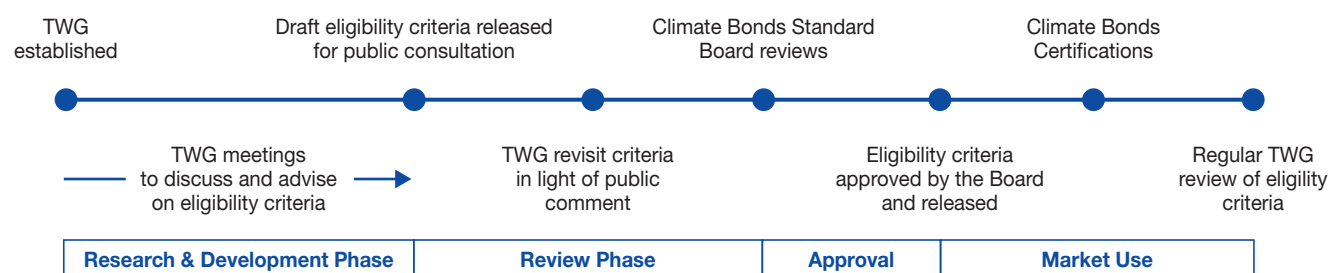 TWG
established
Draft eligibility criteria released
for public consultation
Climate Bonds Standard
Board reviews
Climate Bonds
Certifications
TWG meetings
to discuss and advise
on eligibility criteria
TWG revisit criteria
in light of public
comment
Eligibility criteria
approved by the Board
and released
Regular TWG
review of eligility
criteria
Research & Development Phase
Review Phase
Approval
Market Use